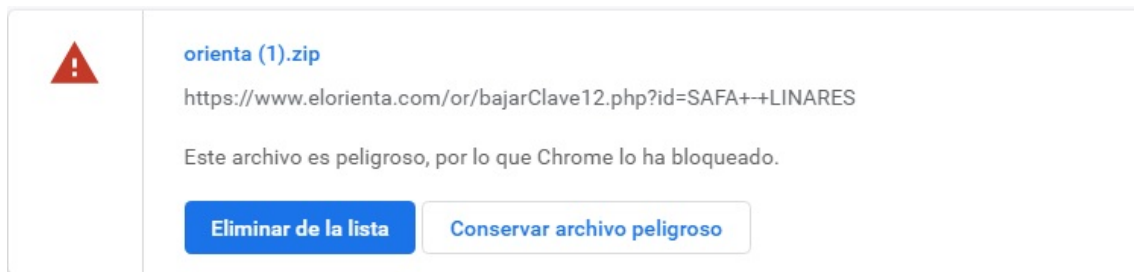 orienta (1).zip
https://www.elorienta.com/or/bajarClave12.php?id=SAFA+-+LINARES
Este archivo es peligroso, por lo que Chrome lo ha bloqueado.
Eliminar de la lista
Conservar archivo peligroso